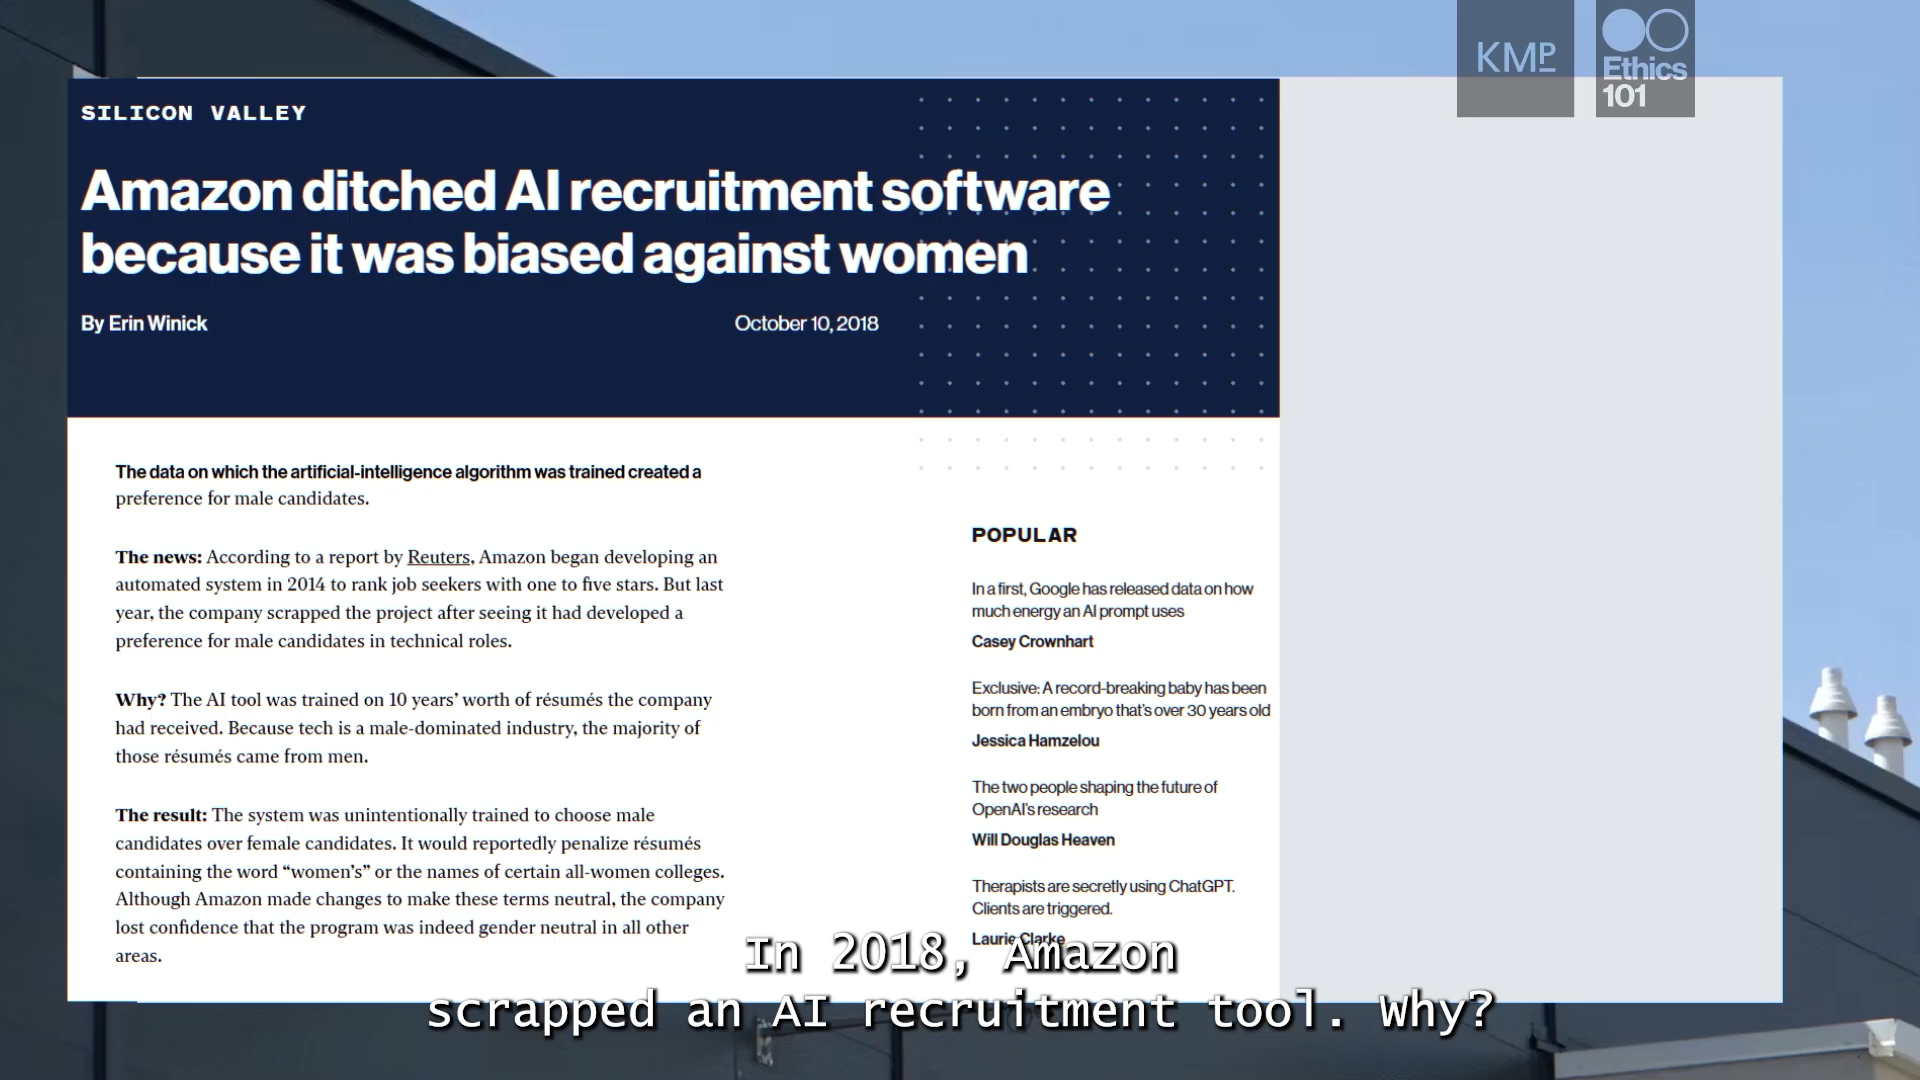 KMP
Ethics
101
SILICON VALLEY
Amazon ditched AI recruitment software
because it was biased against women
By Erin Winick
October 10, 2018
The data on which the artificial-intelligence algorithm was trained created a
preference for male candidates.
The news: According to a report by Reuters, Amazon began developing an
automated system in 2014 to rank job seekers with one to five stars. But last
year, the company scrapped the project after seeing it had developed a
preference for male candidates in technical roles.
Why? The AI tool was trained on 10 years’ worth of résumés the company
had received. Because tech is a male-dominated industry, the majority of
those résumés came from men.
The result: The system was unintentionally trained to choose male
candidates over female candidates. It would reportedly penalize résumés
containing the word “women’s” or the names of certain all-women colleges.
Although Amazon made changes to make these terms neutral, the company
lost confidence that the program was indeed gender neutral in all other
areas.
POPULAR
In a first, Google has released data on how
much energy an AI prompt uses
Casey Crownhart
Exclusive: A record-breaking baby has been
born from an embryo that’s over 30 years old
Jessica Hamzelou
The two people shaping the future of
OpenAI’s research
Will Douglas Heaven
Therapists are secretly using ChatGPT.
Clients are triggered.
Laurie Clarke
In 2018, Amazon
scrapped an AI recruitment tool. Why?